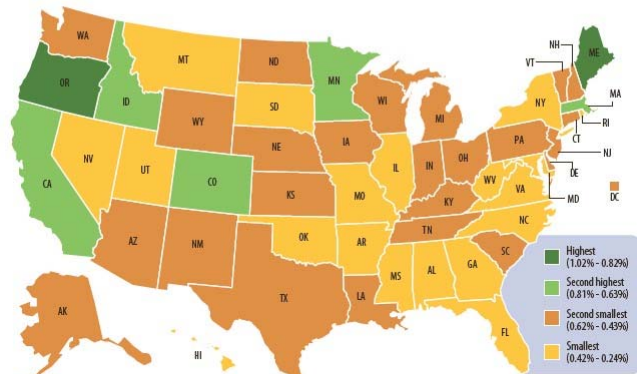 WA
OR
CA
ID
NV
MT
WY
UT
AZ
CO
NM
ND
SD
NE
KS
OK
TX
MN
IA
MO
AR
LA
WI
IL
MS
MI
IN
KY
TN
AL
OH
WV
VA
NC
SC
GA
FL
PA
NY
VT
NH
ME
MA
RI
CT
NJ
DE
MD
DC
AK
HI
Highest
(1.02% - 0.82%)
Second highest
(0.81% - 0.63%)
Second smallest
(0.62% - 0.43%)
Smallest
(0.42% - 0.24%)